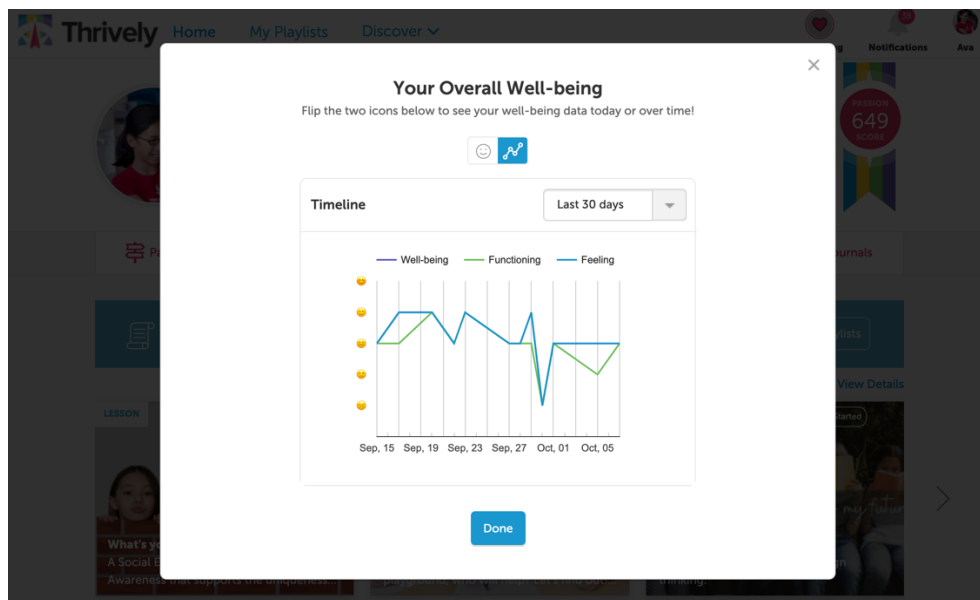 Thrively Home My Playlists Discover
Notifications Ava
Your Overall Well-being
Flip the two icons below to see your well-being data today or over time!
PASSION
649
SCORE
Timeline Last 30 days
Well-being Functioning Feeling
Sep, 15 Sep, 19 Sep, 23 Sep, 27 Oct, 01 Oct, 05
View Details
LESSON
Done
What's
A Social
Awareness that supports the uniqueness...
thinking.